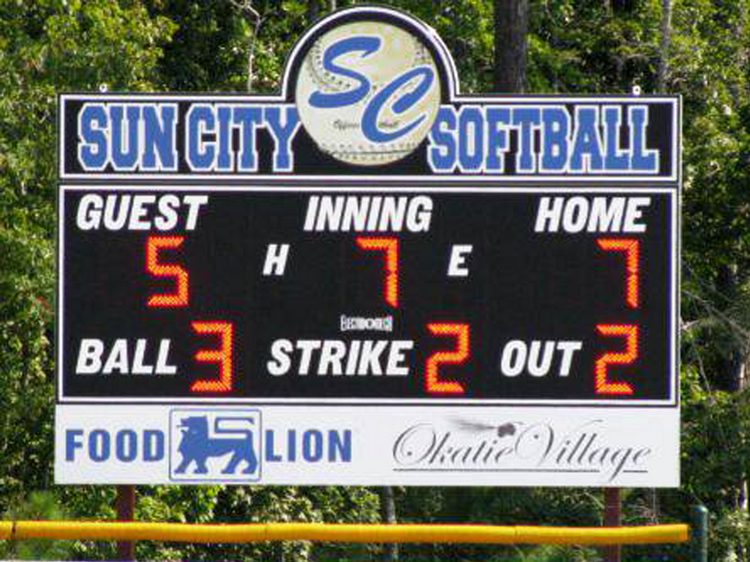 SC
SUN CITY SOFTBALL
GUEST INNING HOME
5 H 7 E 7
BALL 3 STRIKE 2 OUT 2
FOOD LION Okatie Village